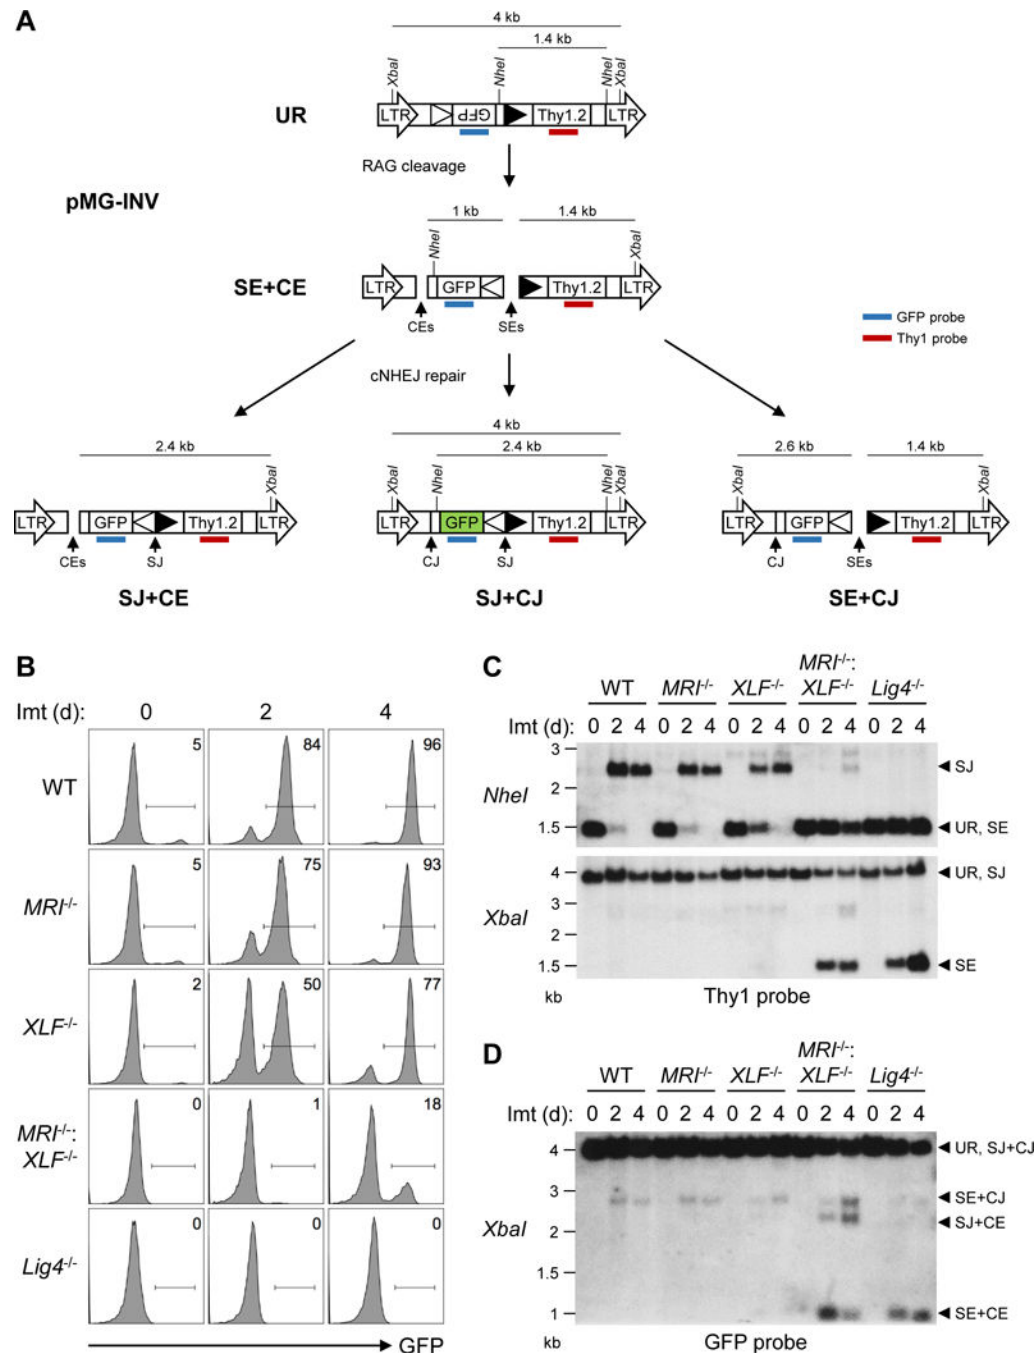 A
4 kb
1.4 kb
XbaI
NheI
NheI
XbaI
UR
LTR
GFP
Thy1.2
LTR
RAG cleavage
pMG-INV
1 kb
1.4 kb
NheI
XbaI
SE+CE
LTR
GFP
Thy1.2
LTR
CEs
SEs
GFP probe
Thy1 probe
cNHEJ repair
2.4 kb
XbaI
LTR
GFP
Thy1.2
LTR
CEs
SJ
SJ+CE
4 kb
2.4 kb
XbaI
NheI
NheI
XbaI
LTR
GFP
Thy1.2
LTR
CJ
SJ
SJ+CJ
2.6 kb
1.4 kb
XbaI
XbaI
LTR
GFP
Thy1.2
LTR
CJ
SEs
SE+CJ
B
Imt (d): 0 2 4
WT 5 84 96
MRI-/- 5 75 93
XLF-/- 2 50 77
MRI-/-: XLF-/- 0 1 18
Lig4-/- 0 0 0
GFP
C
WT MRI-/- XLF-/- MRI-/-: XLF-/- Lig4-/-
Imt (d): 0 2 4 0 2 4 0 2 4 0 2 4 0 2 4
NheI
3
2
1.5
SJ
UR, SE
XbaI
4
3
2
1.5
kb
UR, SJ
SE
Thy1 probe
D
WT MRI-/- XLF-/- MRI-/-: XLF-/- Lig4-/-
Imt (d): 0 2 4 0 2 4 0 2 4 0 2 4 0 2 4
XbaI
4
3
2
1.5
1
kb
UR, SJ+CJ
SE+CJ
SJ+CE
SE+CE
GFP probe